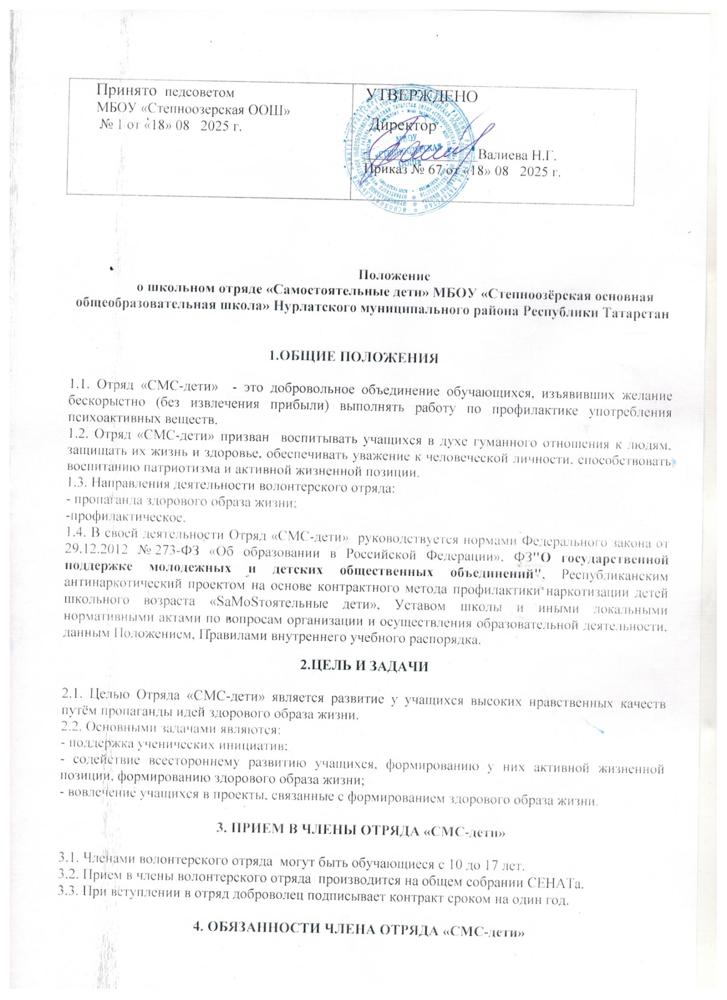 Принято педсоветом
МБОУ «Степноозерская ООШ»
№ 1 от «18» 08 2025 г.
УТВЕРЖДЕНО
Директор
Валиева Н.Г.
Приказ № 67 от «18» 08 2025 г.
МБОУ
«СТЕПНООЗЕРСКАЯ
ООШ»
Положение
о школьном отряде «Самостоятельные дети» МБОУ «Степноозёрская основная
общеобразовательная школа» Нурлатского муниципального района Республики Татарстан
1.ОБЩИЕ ПОЛОЖЕНИЯ
1.1. Отряд «СМС-дети» - это добровольное объединение обучающихся, изъявивших желание
бескорыстно (без извлечения прибыли) выполнять работу по профилактике употребления
психоактивных веществ.
1.2. Отряд «СМС-дети» призван воспитывать учащихся в духе гуманного отношения к людям,
защищать их жизнь и здоровье, обеспечивать уважение к человеческой личности, способствовать
воспитанию патриотизма и активной жизненной позиции.
1.3. Направления деятельности волонтерского отряда:
- пропаганда здорового образа жизни;
-профилактическое.
1.4. В своей деятельности Отряд «СМС-дети» руководствуется нормами Федерального закона от
29.12.2012 № 273-ФЗ «Об образовании в Российской Федерации», ФЗ"О государственной
поддержке молодежных и детских общественных объединений", Республиканским
антинаркотический проектом на основе контрактного метода профилактики наркотизации детей
школьного возраста «SаМоSтоятельные дети», Уставом школы и иными локальными
нормативными актами по вопросам организации и осуществления образовательной деятельности,
данным Положением, Правилами внутреннего учебного распорядка.
2.ЦЕЛЬ И ЗАДАЧИ
2.1. Целью Отряда «СМС-дети» является развитие у учащихся высоких нравственных качеств
путём пропаганды идей здорового образа жизни.
2.2. Основными задачами являются:
- поддержка ученических инициатив;
- содействие всестороннему развитию учащихся, формированию у них активной жизненной
позиции, формированию здорового образа жизни;
- вовлечение учащихся в проекты, связанные с формированием здорового образа жизни.
3. ПРИЕМ В ЧЛЕНЫ ОТРЯДА «СМС-дети»
3.1. Членами волонтерского отряда могут быть обучающиеся с 10 до 17 лет.
3.2. Прием в члены волонтерского отряда производится на общем собрании СЕНАТа.
3.3. При вступлении в отряд доброволец подписывает контракт сроком на один год.
4. ОБЯЗАННОСТИ ЧЛЕНА ОТРЯДА «СМС-дети»